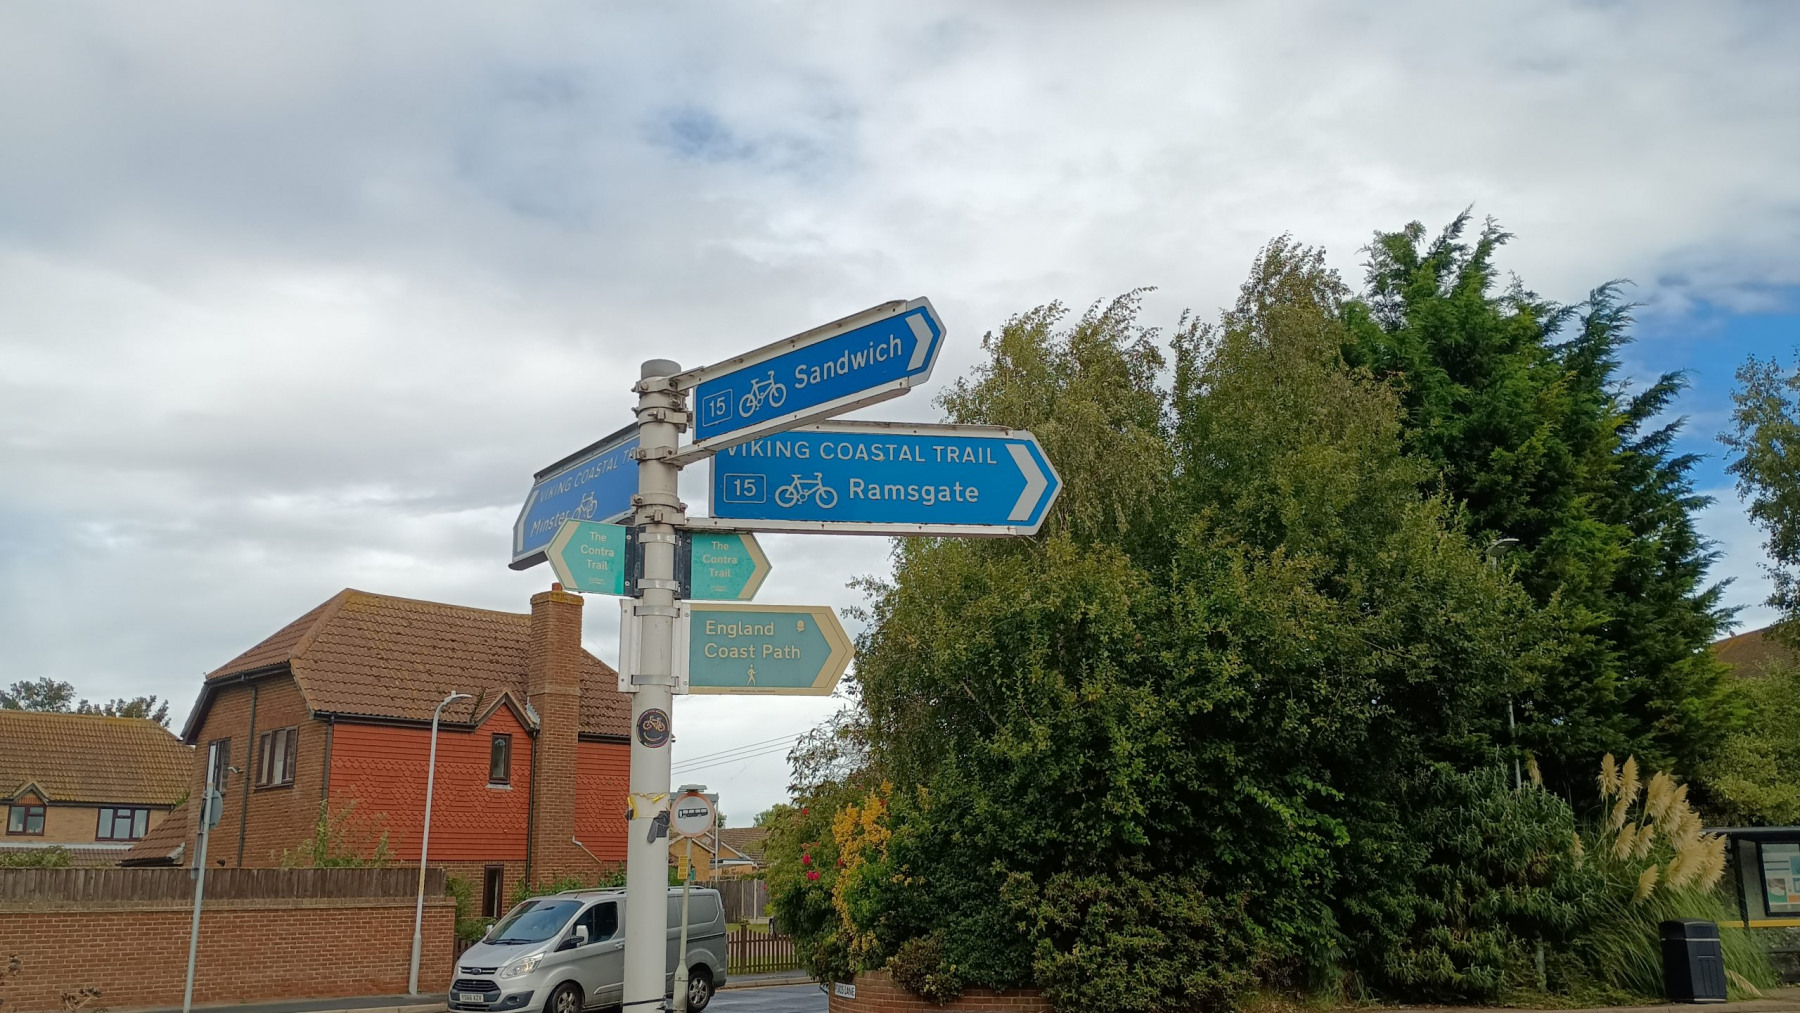 15 Sandwich
VIKING COASTAL TRAIL
15 Ramsgate
VIKING COASTAL
Minster
The
Contra
Trail
The
Contra
Trail
England
Coast Path